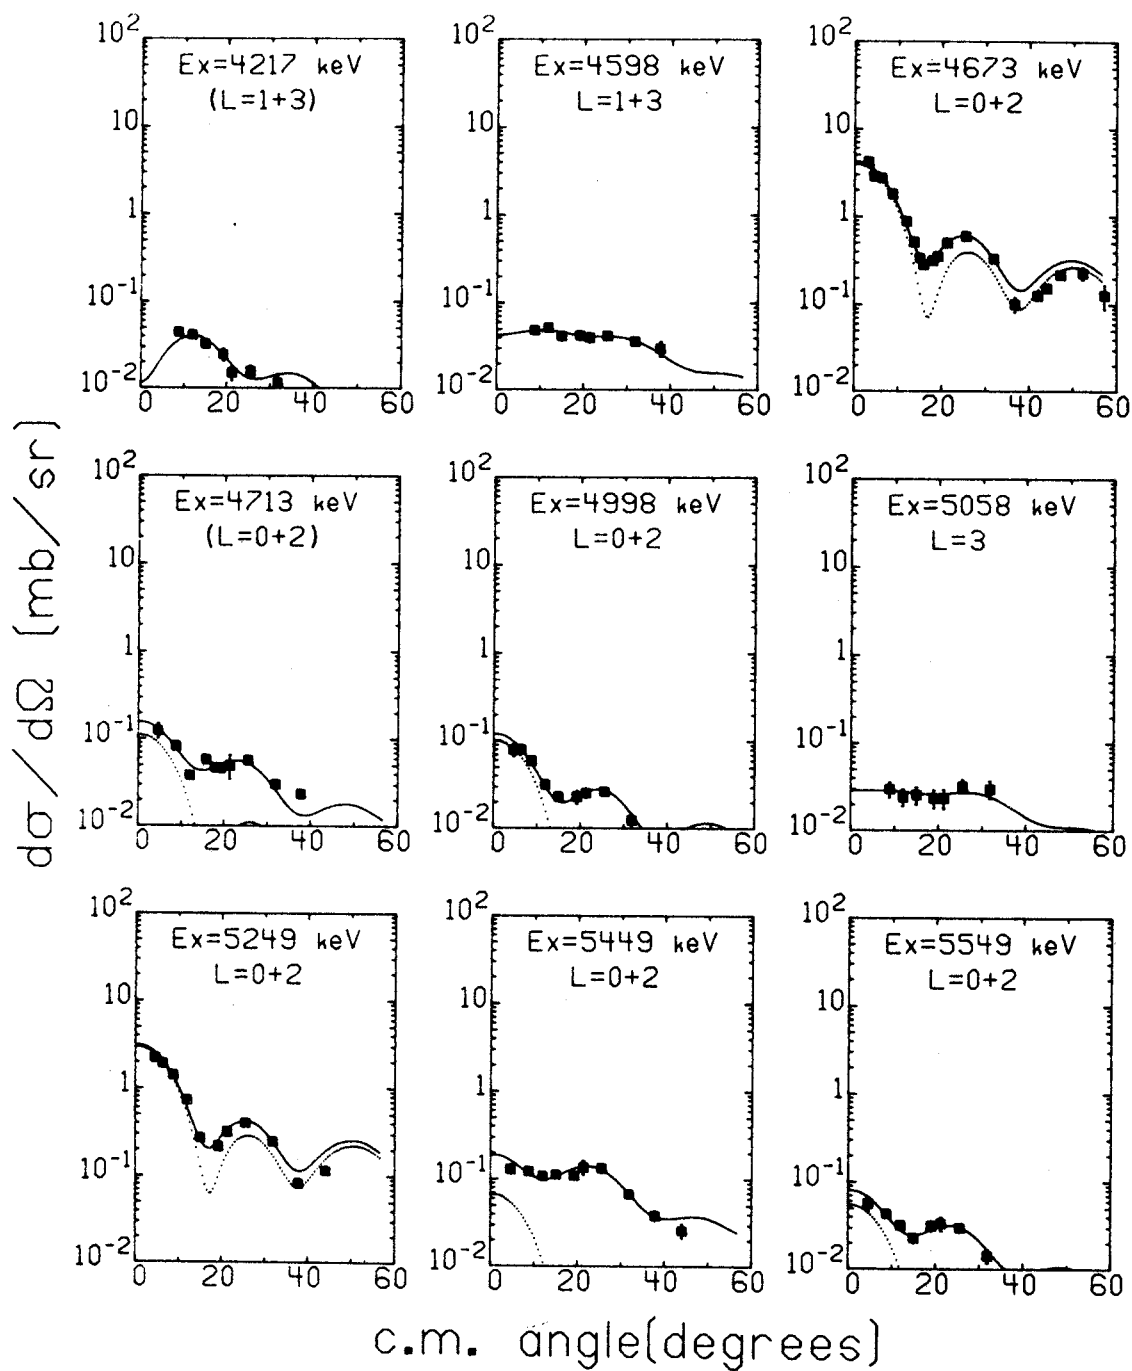 10²
10
1
10⁻¹
10⁻²
0 20 40 60
Ex=4217 keV
(L=1+3)
10²
10
1
10⁻¹
10⁻²
0 20 40 60
Ex=4598 keV
L=1+3
10²
10
1
10⁻¹
10⁻²
0 20 40 60
Ex=4673 keV
L=0+2
10²
10
1
10⁻¹
10⁻²
0 20 40 60
Ex=4713 keV
(L=0+2)
10²
10
1
10⁻¹
10⁻²
0 20 40 60
Ex=4998 keV
L=0+2
10²
10
1
10⁻¹
10⁻²
0 20 40 60
Ex=5058 keV
L=3
10²
10
1
10⁻¹
10⁻²
0 20 40 60
Ex=5249 keV
L=0+2
10²
10
1
10⁻¹
10⁻²
0 20 40 60
Ex=5449 keV
L=0+2
10²
10
1
10⁻¹
10⁻²
0 20 40 60
Ex=5549 keV
L=0+2
dσ/dΩ (mb/sr)
c.m. angle(degrees)